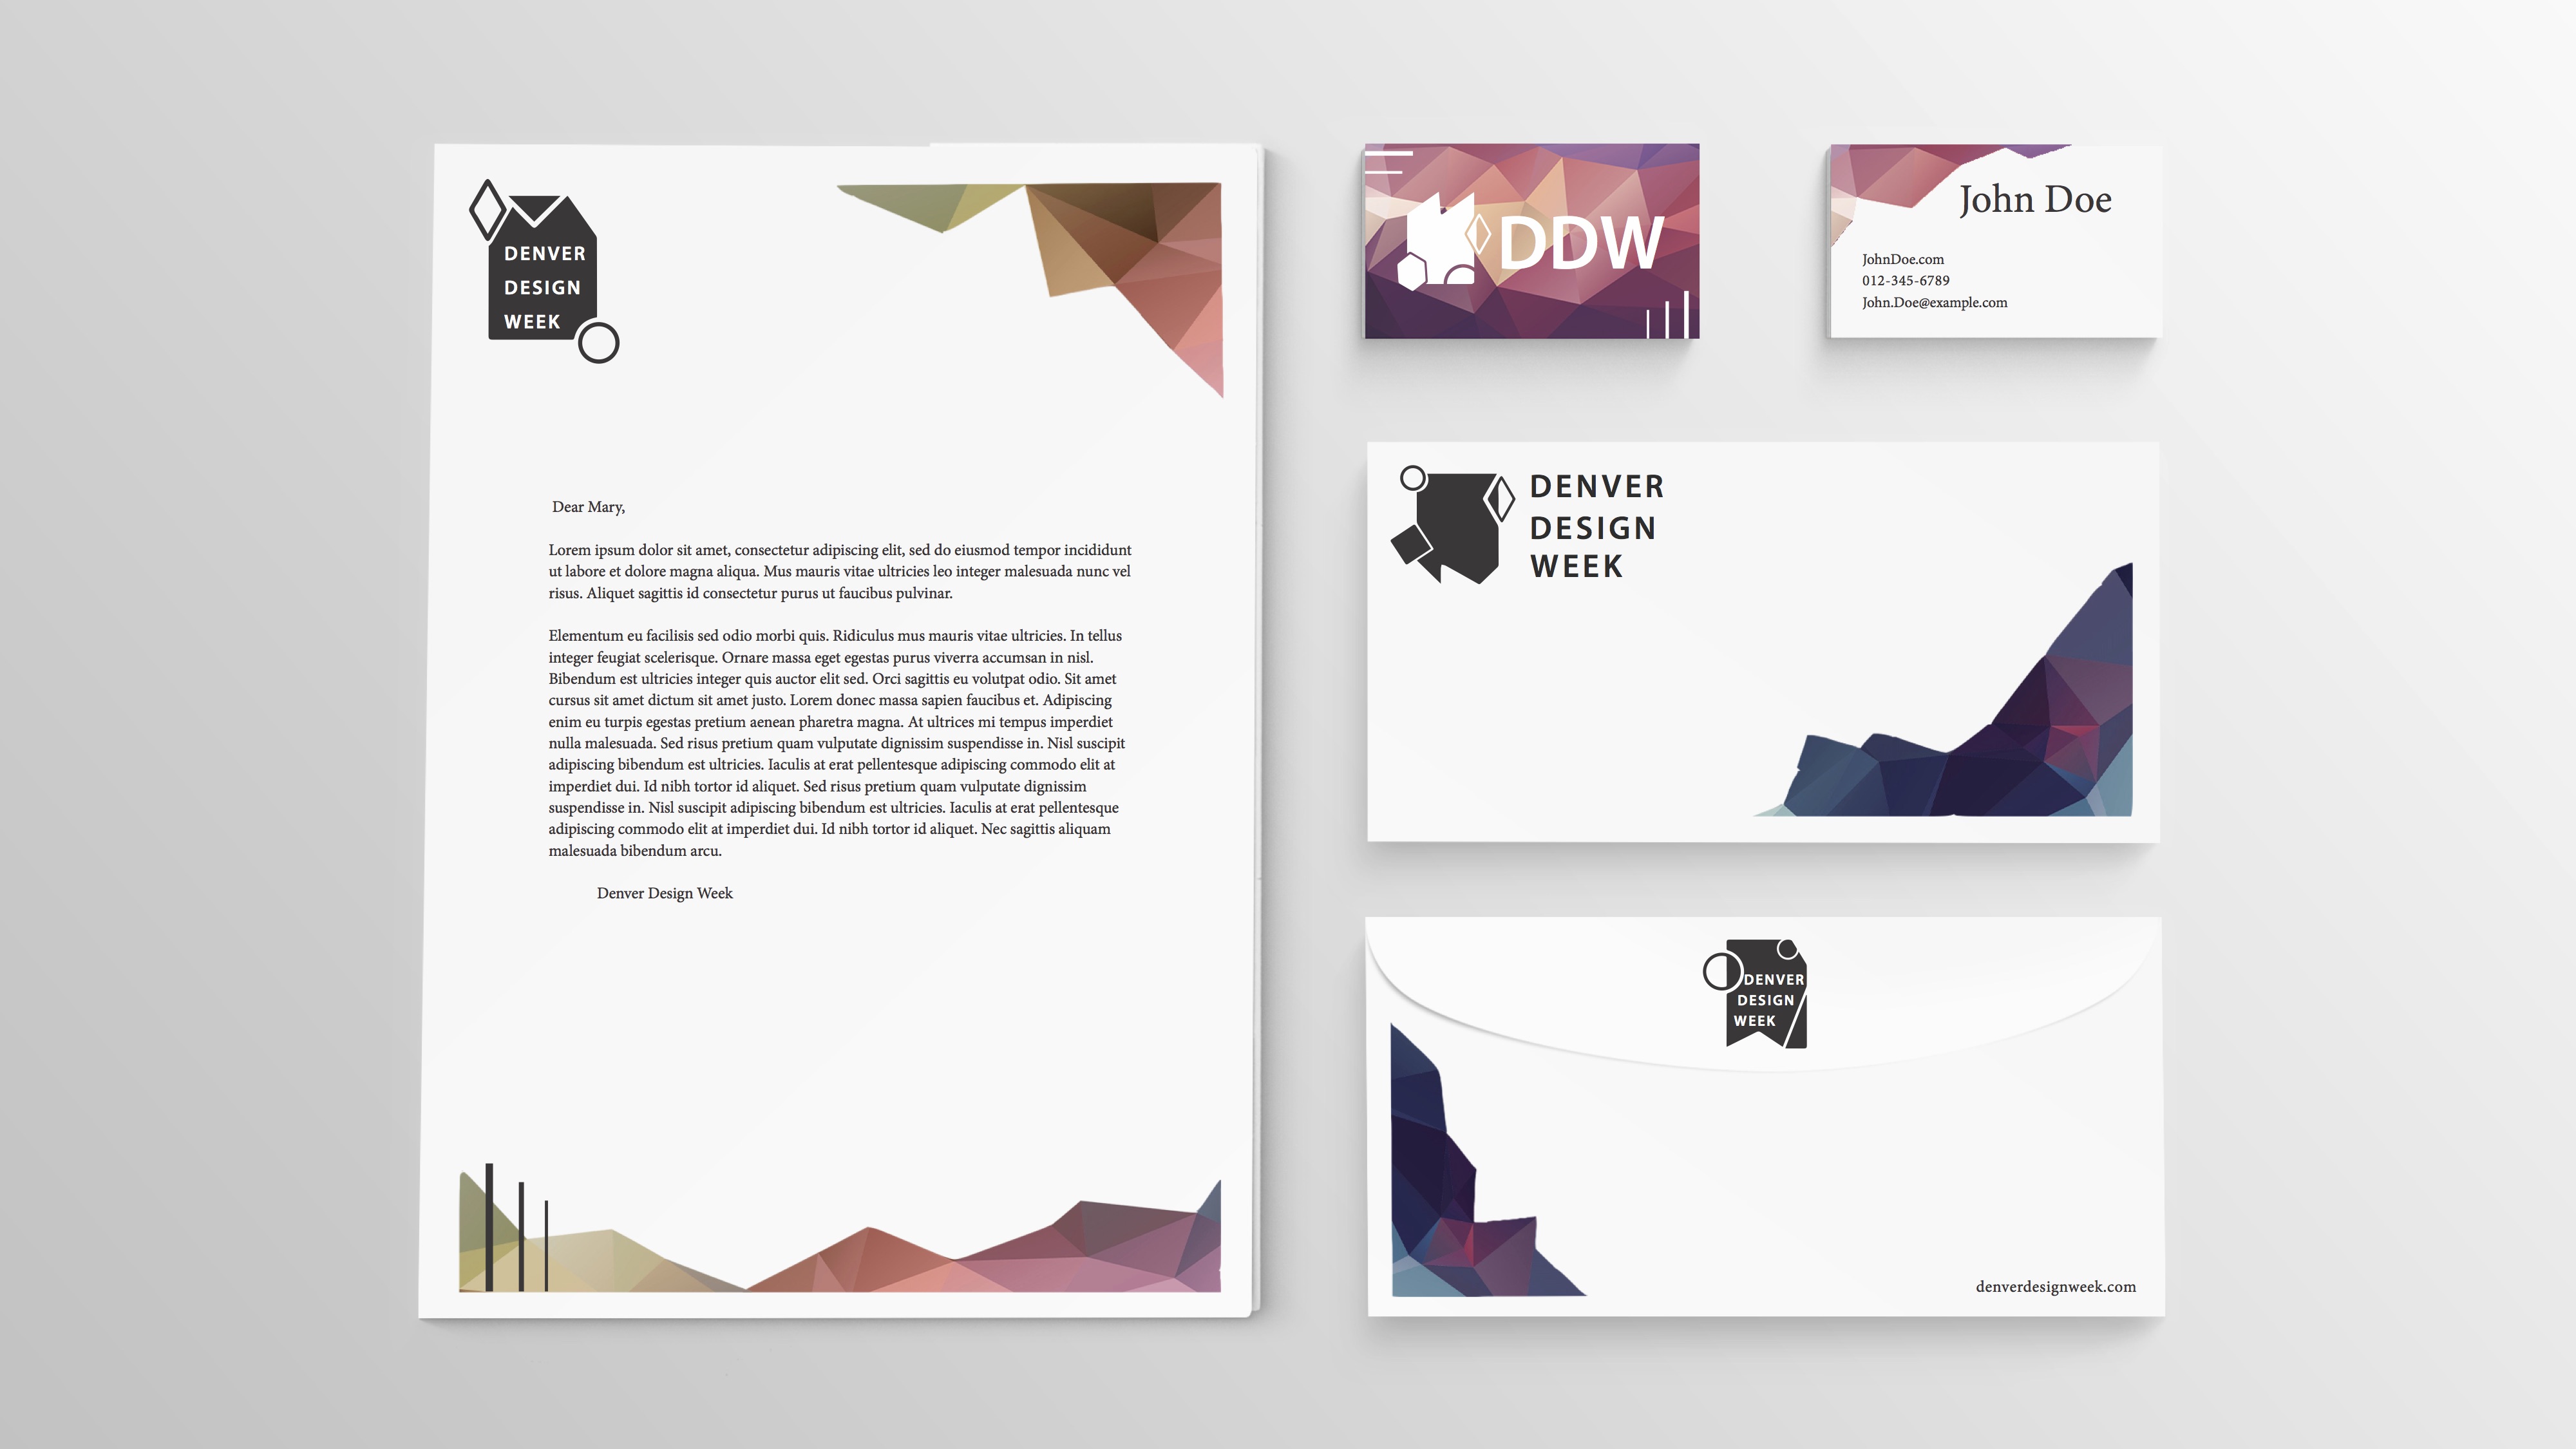 DENVER
DESIGN
WEEK
Dear Mary,
Lorem ipsum dolor sit amet, consectetur adipiscing elit, sed do eiusmod tempor incididunt
ut labore et dolore magna aliqua. Mus mauris vitae ultricies leo integer malesuada nunc vel
risus. Aliquet sagittis id consectetur purus ut faucibus pulvinar.
Elementum eu facilisis sed odio morbi quis. Ridiculus mus mauris vitae ultricies. In tellus
integer feugiat scelerisque. Ornare massa eget egestas purus viverra accumsan in nisl.
Bibendum est ultricies integer quis auctor elit sed. Orci sagittis eu volutpat odio. Sit amet
cursus sit amet dictum sit amet justo. Lorem donec massa sapien faucibus et. Adipiscing
enim eu turpis egestas pretium aenean pharetra magna. At ultrices mi tempus imperdiet
nulla malesuada. Sed risus pretium quam vulputate dignissim suspendisse in. Nisl suscipit
adipiscing bibendum est ultricies. Iaculis at erat pellentesque adipiscing commodo elit at
imperdiet dui. Id nibh tortor id aliquet. Sed risus pretium quam vulputate dignissim
suspendisse in. Nisl suscipit adipiscing bibendum est ultricies. Iaculis at erat pellentesque
adipiscing commodo elit at imperdiet dui. Id nibh tortor id aliquet. Nec sagittis aliquam
malesuada bibendum arcu.
Denver Design Week
DDW
John Doe
JohnDoe.com
012-345-6789
John.Doe@example.com
DENVER
DESIGN
WEEK
DENVER
DESIGN
WEEK
denverdesignweek.com